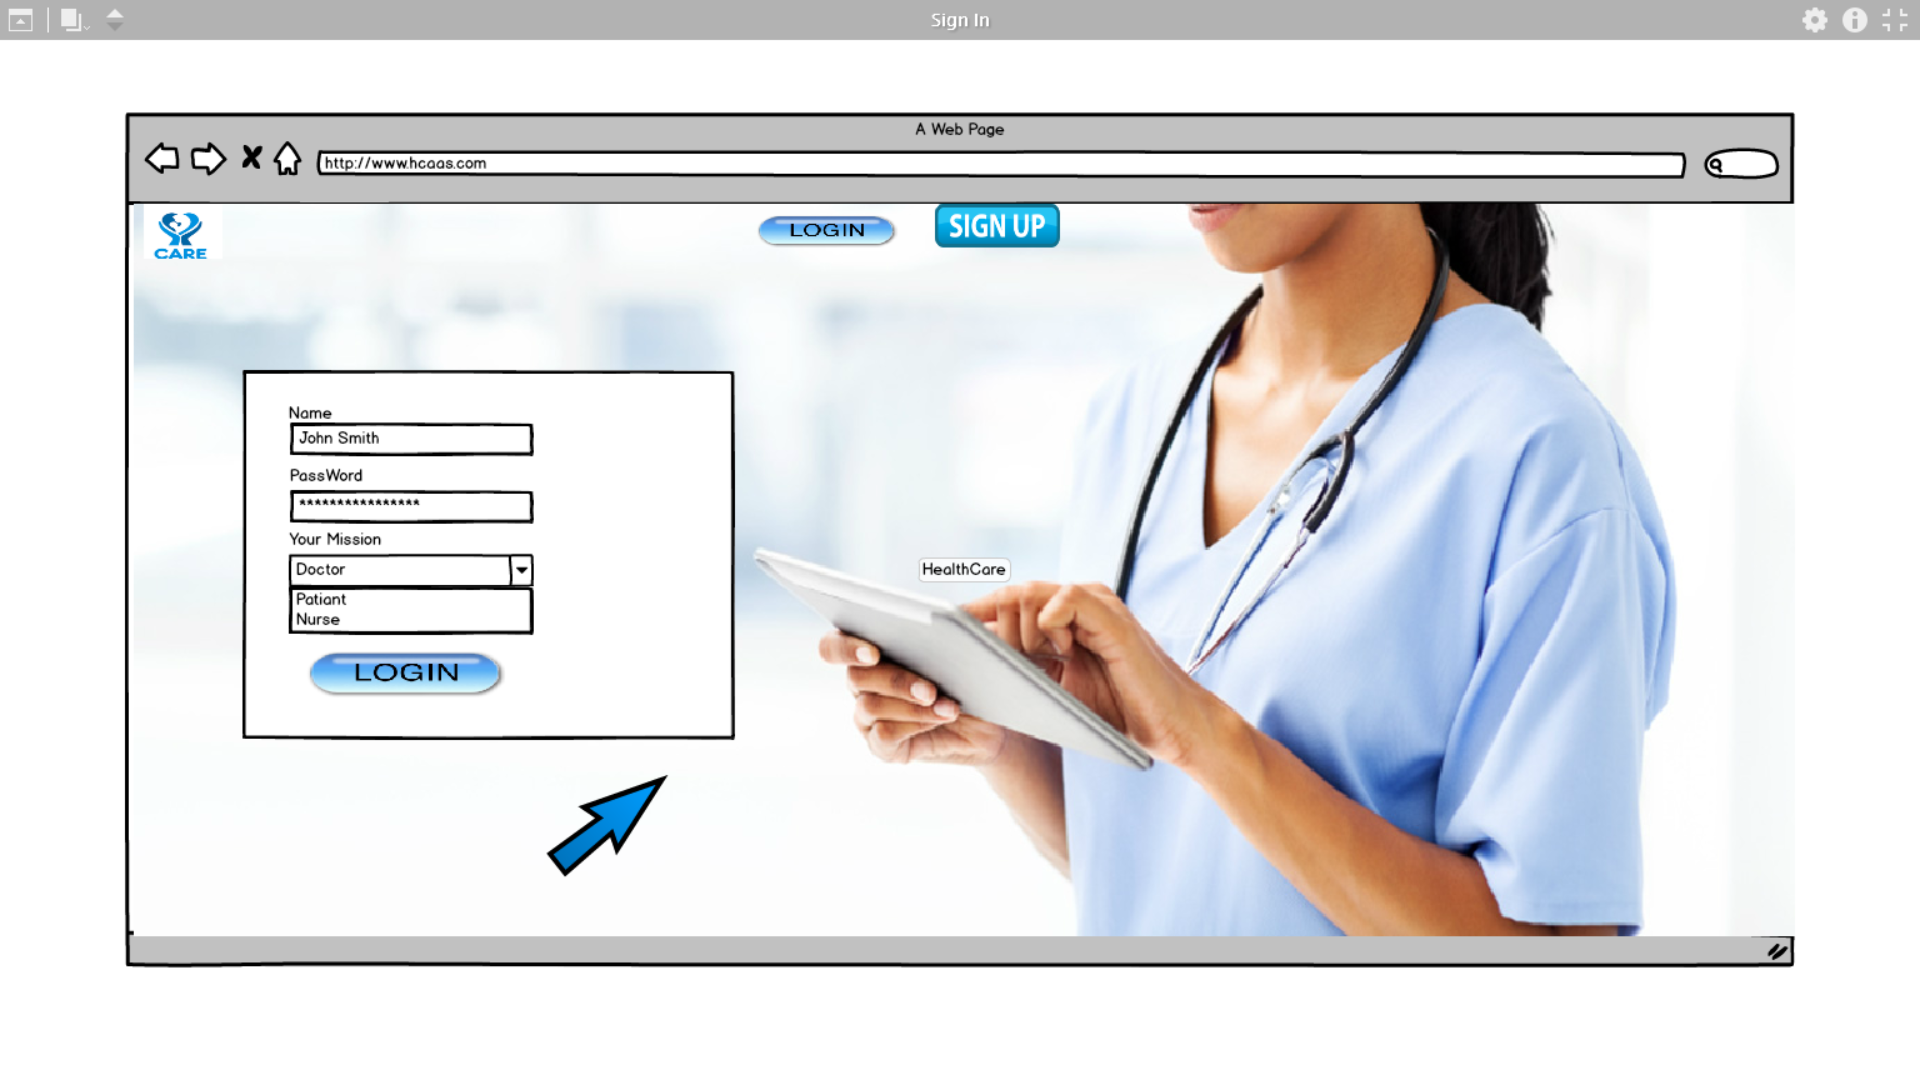 Sign In
A Web Page
http://www.hcaas.com
CARE
LOGIN
SIGN UP
Name
John Smith
PassWord
****************
Your Mission
Doctor
Patiant
Nurse
LOGIN
HealthCare